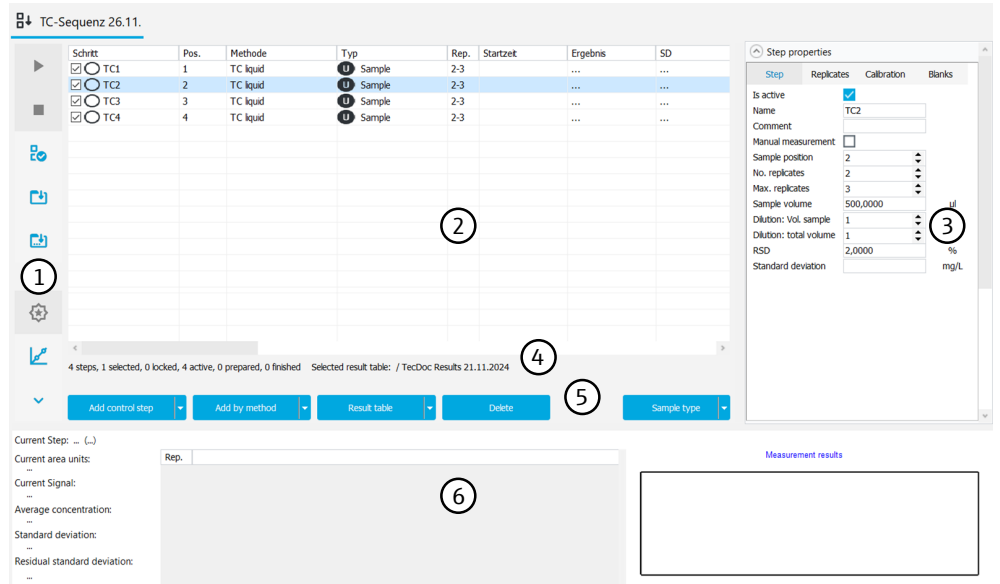 TC-Sequenz 26.11.
Schritt Pos. Methode Typ Rep. Startzeit Ergebnis SD
TC1 1 TC liquid U Sample 2-3 ... ...
TC2 2 TC liquid U Sample 2-3 ... ...
TC3 3 TC liquid U Sample 2-3 ... ...
TC4 4 TC liquid U Sample 2-3 ... ...
1
2
4 steps, 1 selected, 0 locked, 4 active, 0 prepared, 0 finished Selected result table: / TecDoc Results 21.11.2024
4
Add control step Add by method Result table Delete Sample type
5
Step properties
Step Replicates Calibration Blanks
Is active
Name TC2
Comment
Manual measurement
Sample position 2
No. replicates 2
Max. replicates 3
Sample volume 500,0000 µl
Dilution: Vol. sample 1
Dilution: total volume 1
RSD 2,0000 %
Standard deviation mg/L
3
Current Step: ... (...)
Current area units:
...
Current Signal:
...
Average concentration:
...
Standard deviation:
...
Residual standard deviation:
...
Rep.
6
Measurement results